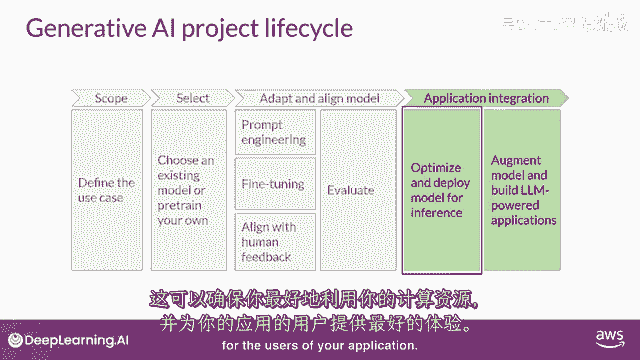 Generative AI project lifecycle
Scope
Select
Adapt and align model
Application integration
Define the
use case
Choose an
existing
model or
pretrain
your own
Prompt
engineering
Fine-tuning
Align with
human
feedback
Evaluate
Optimize
and deploy
model for
inference
Augment
model and
build LLM-
powered
applications
这可以确保你最好地利用你的计算资源，
并为你的应用的用户提供最好的体验。
for the users of your application.
DeepLearning.AI
aws